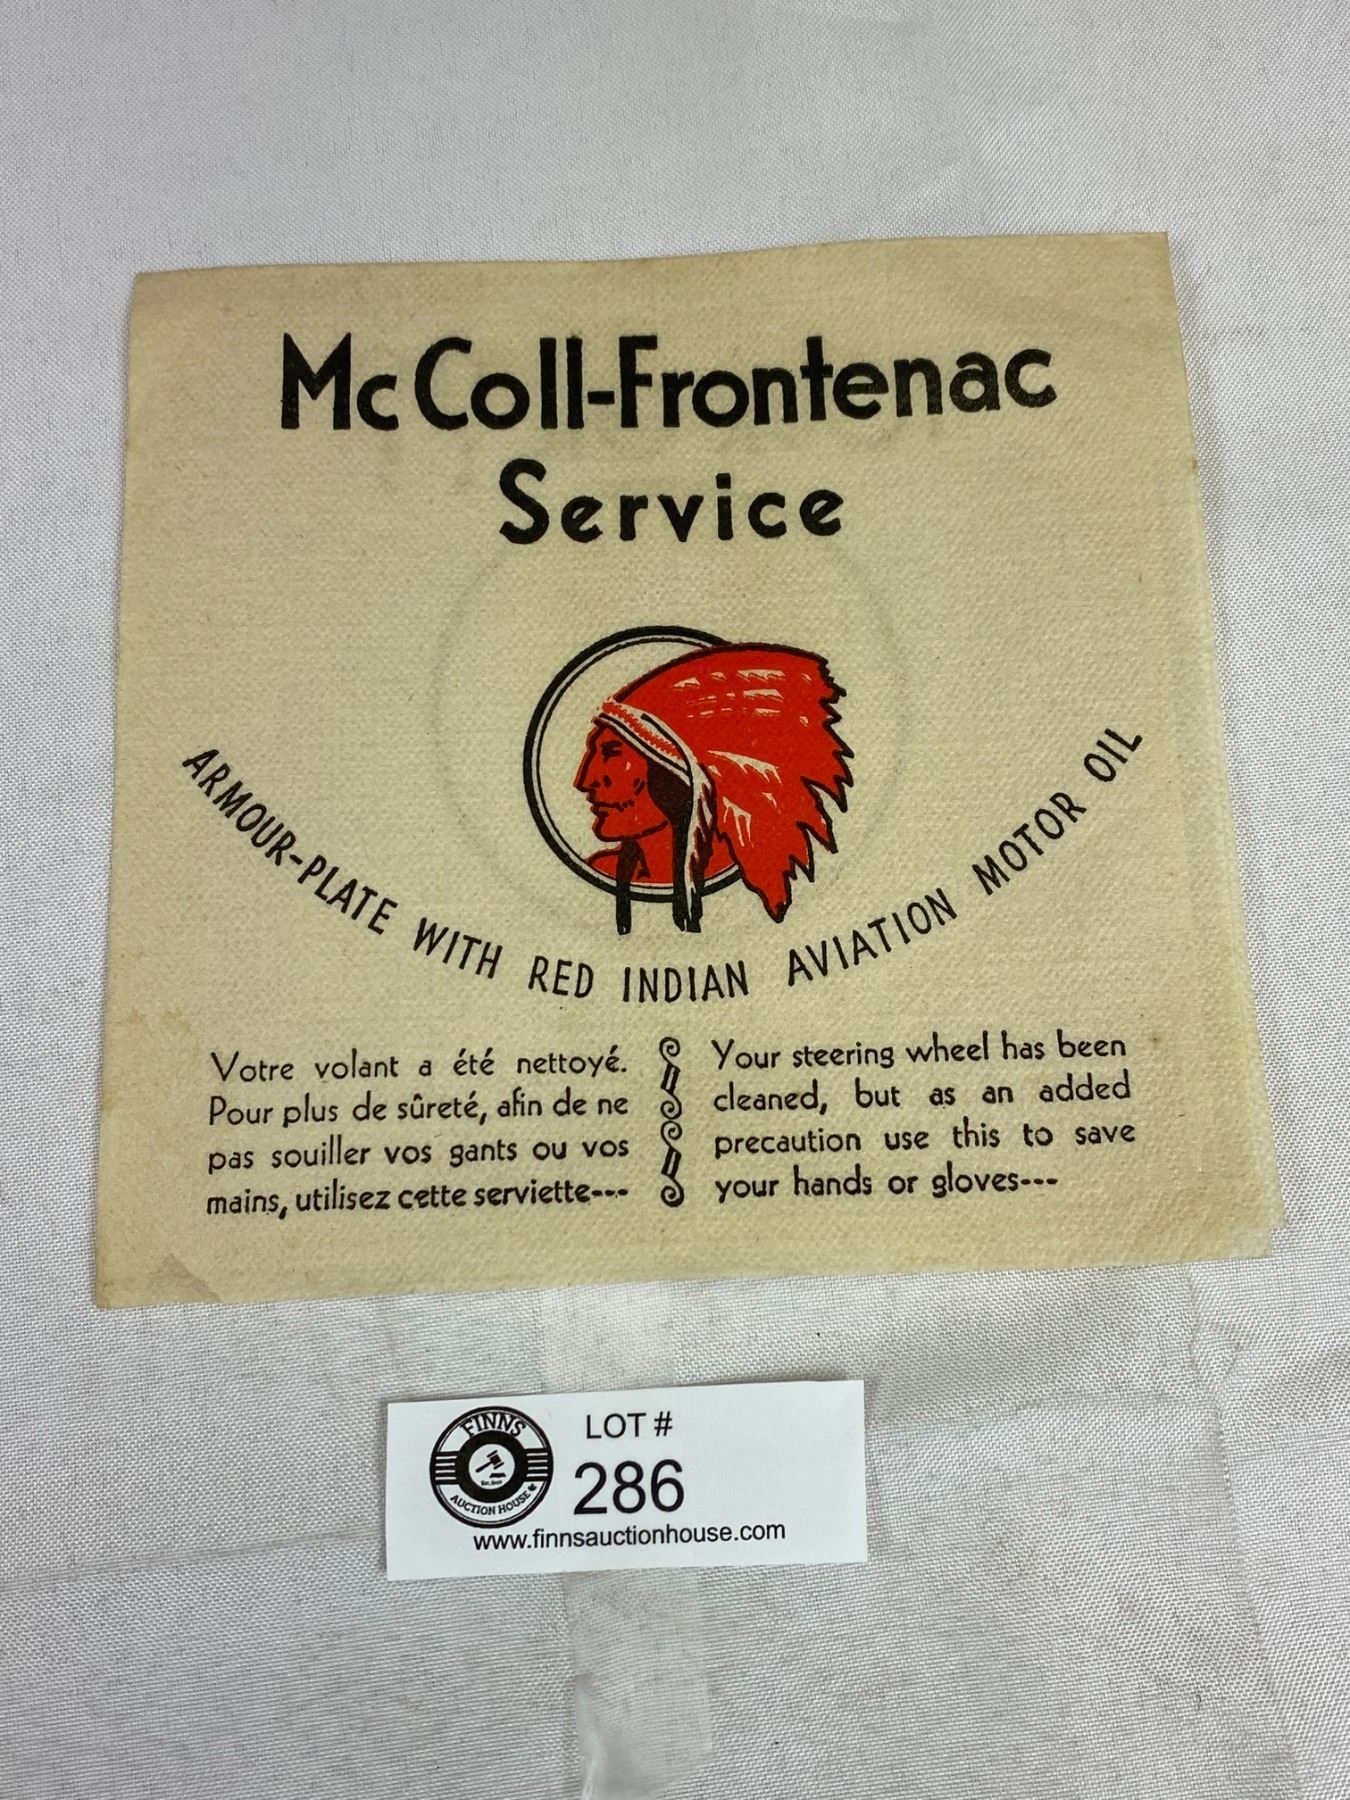 McColl-Frontenac
Service
ARMOUR-PLATE WITH RED INDIAN AVIATION MOTOR OIL
Votre volant a été nettoyé.
Pour plus de sûreté, afin de ne
pas souiller vos gants ou vos
mains, utilisez cette serviette---
Your steering wheel has been
cleaned, but as an added
precaution use this to save
your hands or gloves---
FINNS
AUCTION HOUSE
LOT #
286
www.finnsauctionhouse.com